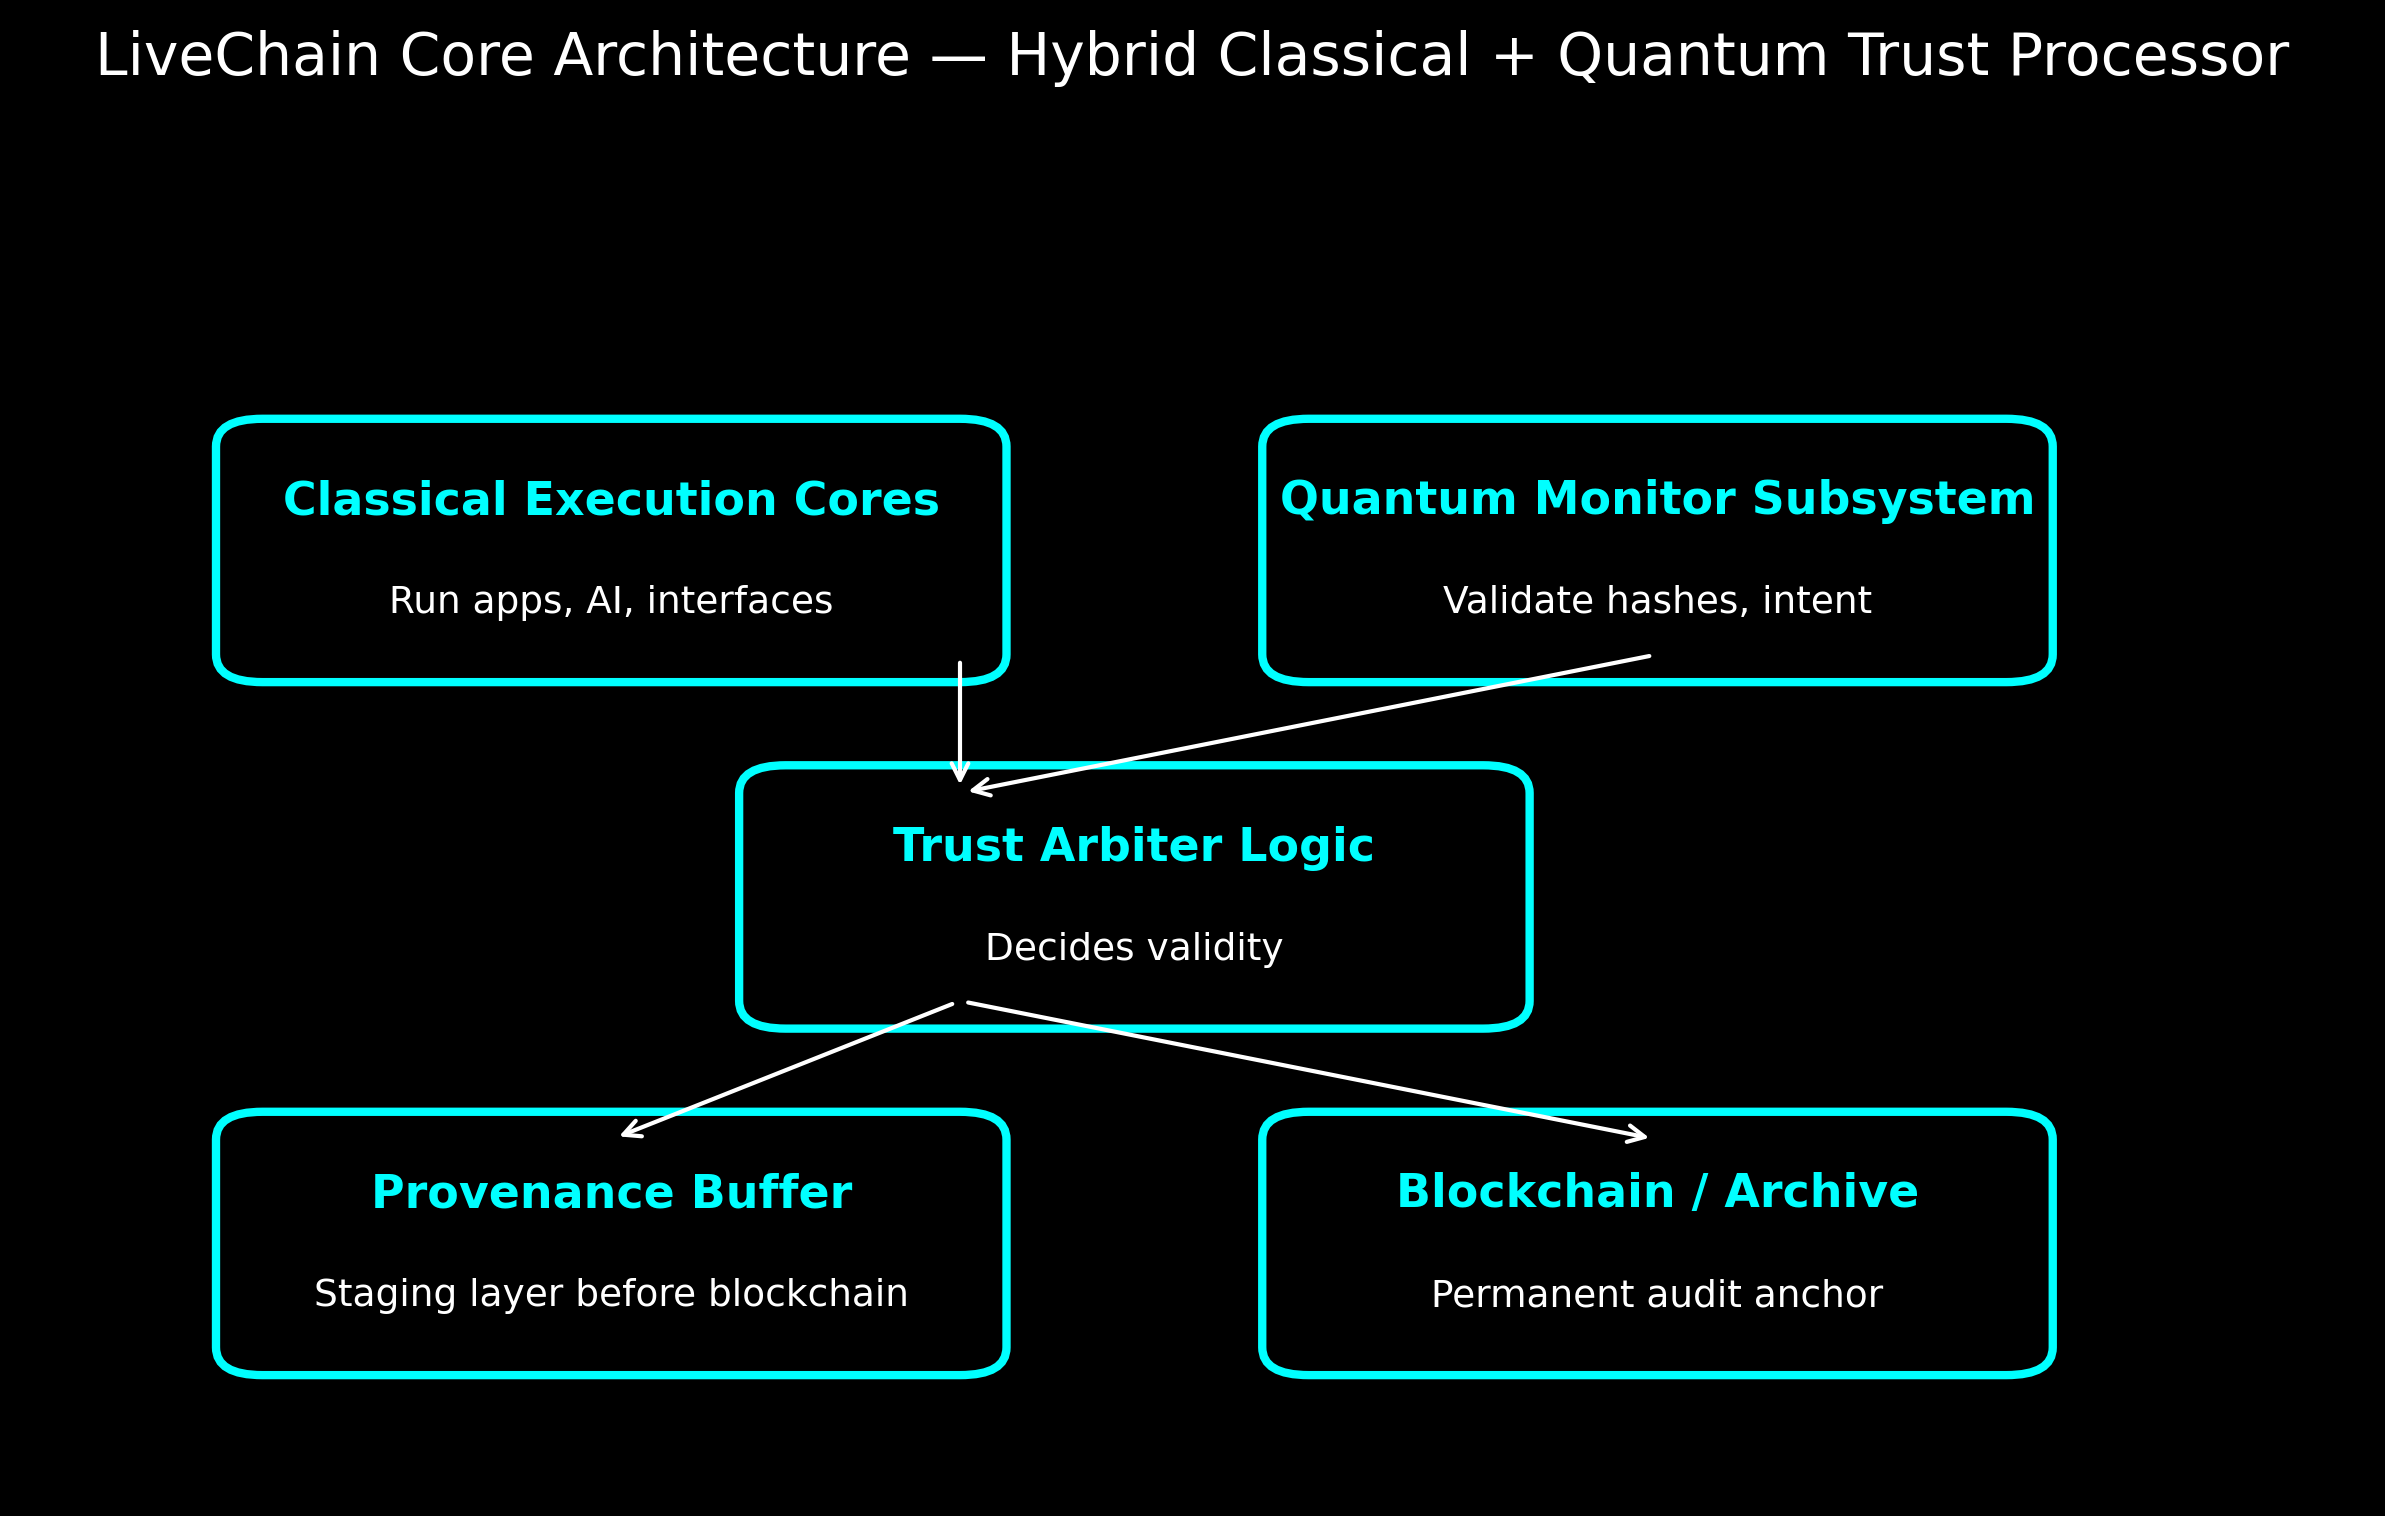 LiveChain Core Architecture — Hybrid Classical + Quantum Trust Processor
Classical Execution Cores
Run apps, AI, interfaces
Quantum Monitor Subsystem
Validate hashes, intent
Trust Arbiter Logic
Decides validity
Provenance Buffer
Staging layer before blockchain
Blockchain / Archive
Permanent audit anchor